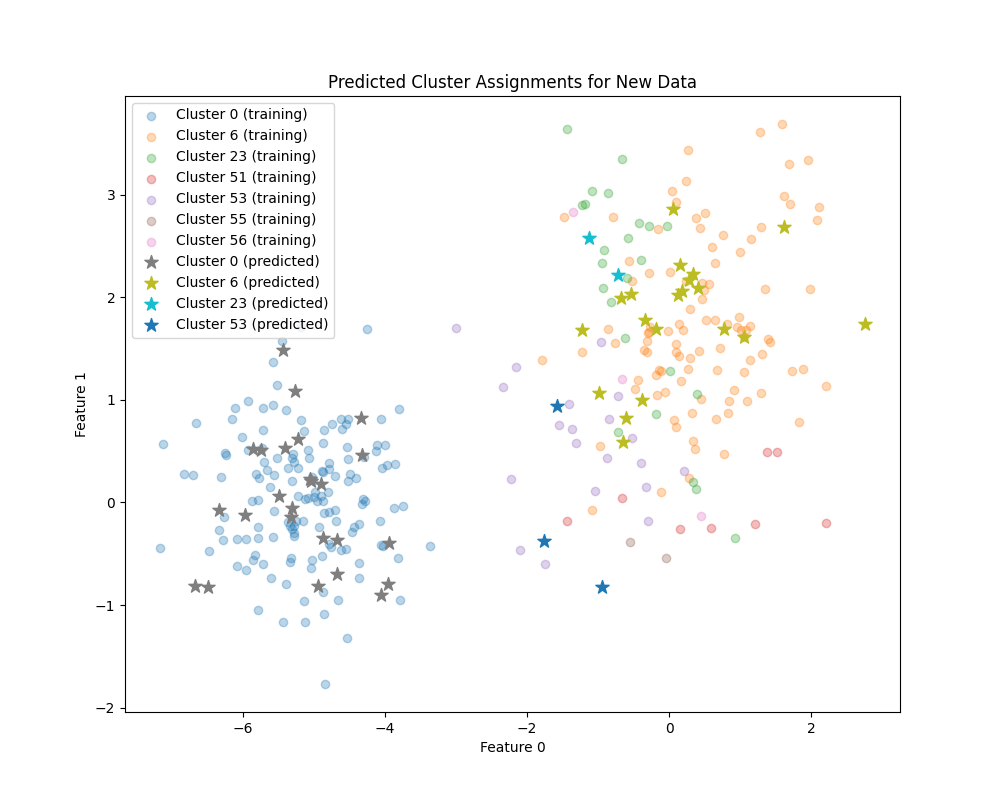 Predicted Cluster Assignments for New Data
Cluster 0 (training)
Cluster 6 (training)
Cluster 23 (training)
Cluster 51 (training)
Cluster 53 (training)
Cluster 55 (training)
Cluster 56 (training)
Cluster 0 (predicted)
Cluster 6 (predicted)
Cluster 23 (predicted)
Cluster 53 (predicted)
Feature 1
3
2
1
0
−1
−2
−6 −4 −2 0 2
Feature 0